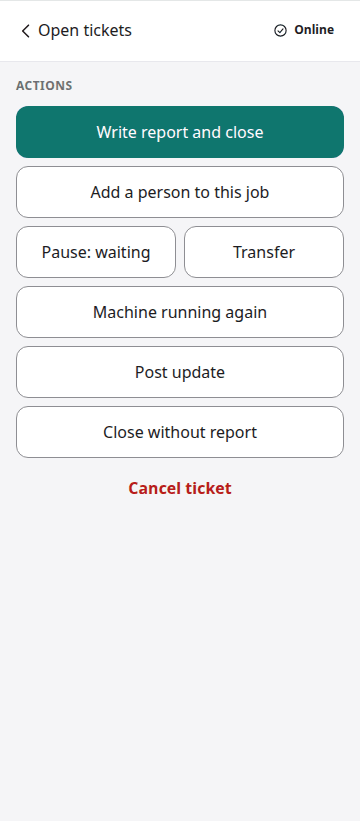 Open tickets
Online
ACTIONS
Write report and close
Add a person to this job
Pause: waiting
Transfer
Machine running again
Post update
Close without report
Cancel ticket